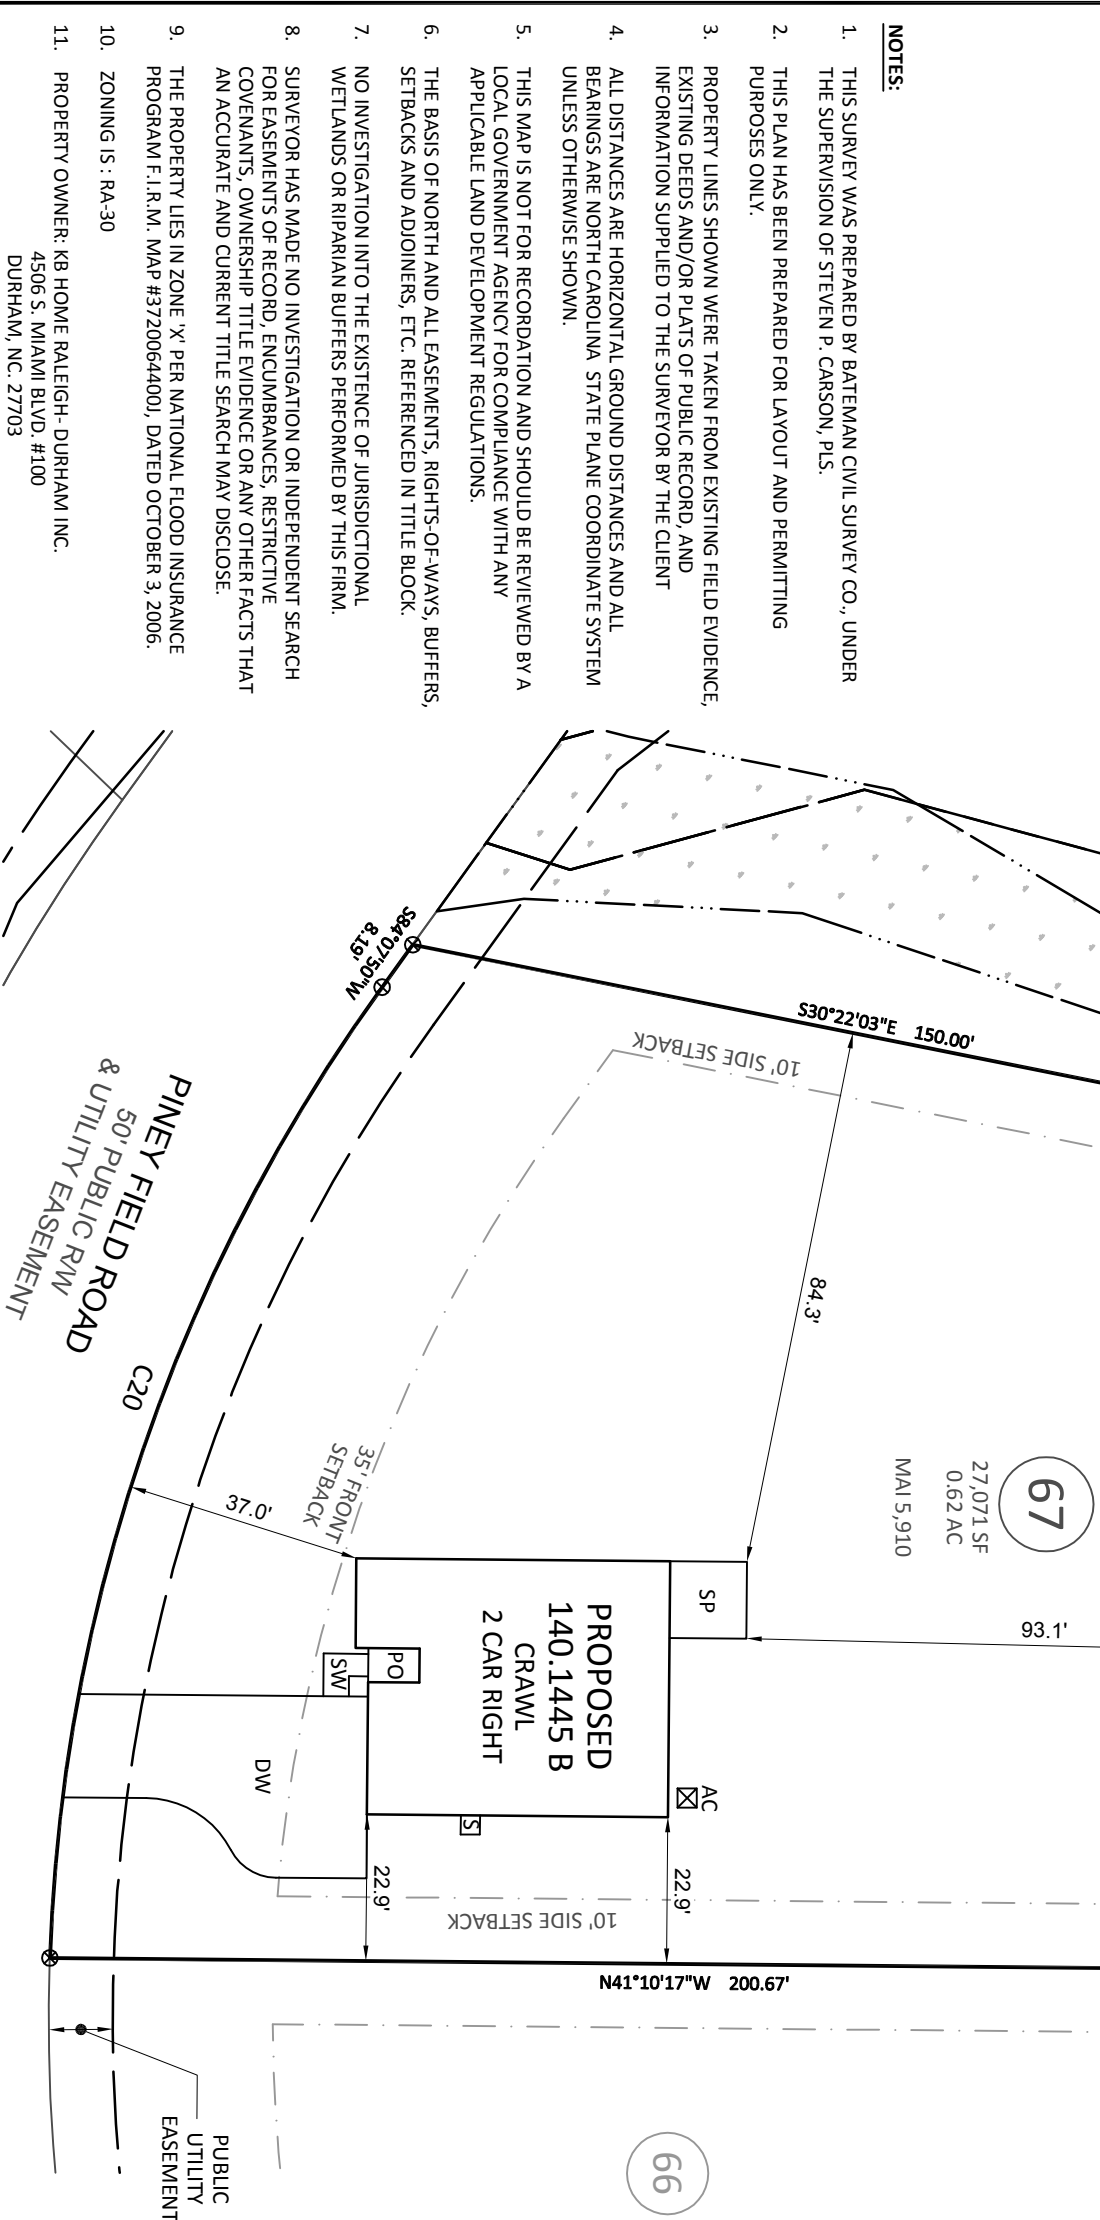 NOTES:
1. THIS SURVEY WAS PREPARED BY BATEMAN CIVIL SURVEY CO., UNDER
THE SUPERVISION OF STEVEN P. CARSON, PLS.
2. THIS PLAN HAS BEEN PREPARED FOR LAYOUT AND PERMITTING
PURPOSES ONLY.
3. PROPERTY LINES SHOWN WERE TAKEN FROM EXISTING FIELD EVIDENCE,
EXISTING DEEDS AND/OR PLATS OF PUBLIC RECORD, AND
INFORMATION SUPPLIED TO THE SURVEYOR BY THE CLIENT
4. ALL DISTANCES ARE HORIZONTAL GROUND DISTANCES AND ALL
BEARINGS ARE NORTH CAROLINA STATE PLANE COORDINATE SYSTEM
UNLESS OTHERWISE SHOWN.
5. THIS MAP IS NOT FOR RECORDATION AND SHOULD BE REVIEWED BY A
LOCAL GOVERNMENT AGENCY FOR COMPLIANCE WITH ANY
APPLICABLE LAND DEVELOPMENT REGULATIONS.
6. THE BASIS OF NORTH AND ALL EASEMENTS, RIGHTS-OF-WAYS, BUFFERS,
SETBACKS AND ADJOINERS, ETC. REFERENCED IN TITLE BLOCK.
7. NO INVESTIGATION INTO THE EXISTENCE OF JURISDICTIONAL
WETLANDS OR RIPARIAN BUFFERS PERFORMED BY THIS FIRM.
8. SURVEYOR HAS MADE NO INVESTIGATION OR INDEPENDENT SEARCH
FOR EASEMENTS OF RECORD, ENCUMBRANCES, RESTRICTIVE
COVENANTS, OWNERSHIP TITLE EVIDENCE OR ANY OTHER FACTS THAT
AN ACCURATE AND CURRENT TITLE SEARCH MAY DISCLOSE.
9. THE PROPERTY LIES IN ZONE 'X' PER NATIONAL FLOOD INSURANCE
PROGRAM F.I.R.M. MAP #3720064400J, DATED OCTOBER 3, 2006.
10. ZONING IS : RA-30
11. PROPERTY OWNER: KB HOME RALEIGH- DURHAM INC.
4506 S. MIAMI BLVD. #100
DURHAM, NC. 27703
S30°22'03"E 150.00'
10' SIDE SETBACK
S84°07'50"W
8.19'
84.3'
67
27,071 SF
0.62 AC
MAI 5,910
93.1'
PINEY FIELD ROAD
50' PUBLIC R/W
& UTILITY EASEMENT
C20
35' FRONT
SETBACK
37.0'
SP
PROPOSED
140.1445 B
CRAWL
2 CAR RIGHT
PO
SW
DW
AC
S
22.9'
22.9'
10' SIDE SETBACK
N41°10'17"W 200.67'
PUBLIC
UTILITY
EASEMENT
66